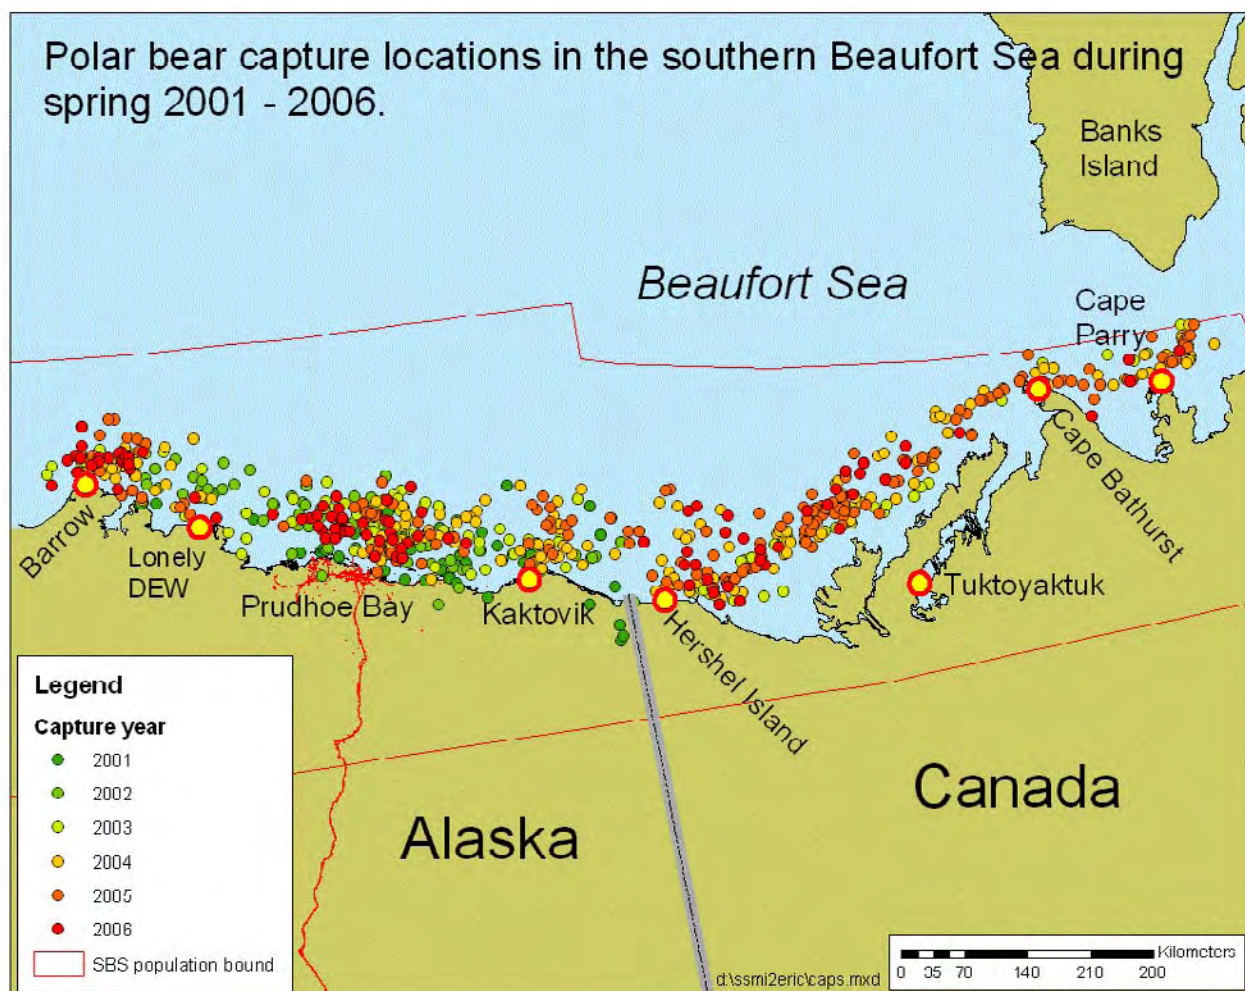 Polar bear capture locations in the southern Beaufort Sea during
spring 2001 - 2006.
Banks
Island
Beaufort Sea
Cape
Parry
Cape Bathurst
Barrow
Lonely
DEW
Prudhoe Bay
Kaktovik
Hershel Island
Tuktoyaktuk
Alaska
Canada
Legend
Capture year
2001
2002
2003
2004
2005
2006
SBS population bound
Kilometers
0 35 70 140 210 200
d:\ssmi2eric\caps.mxd